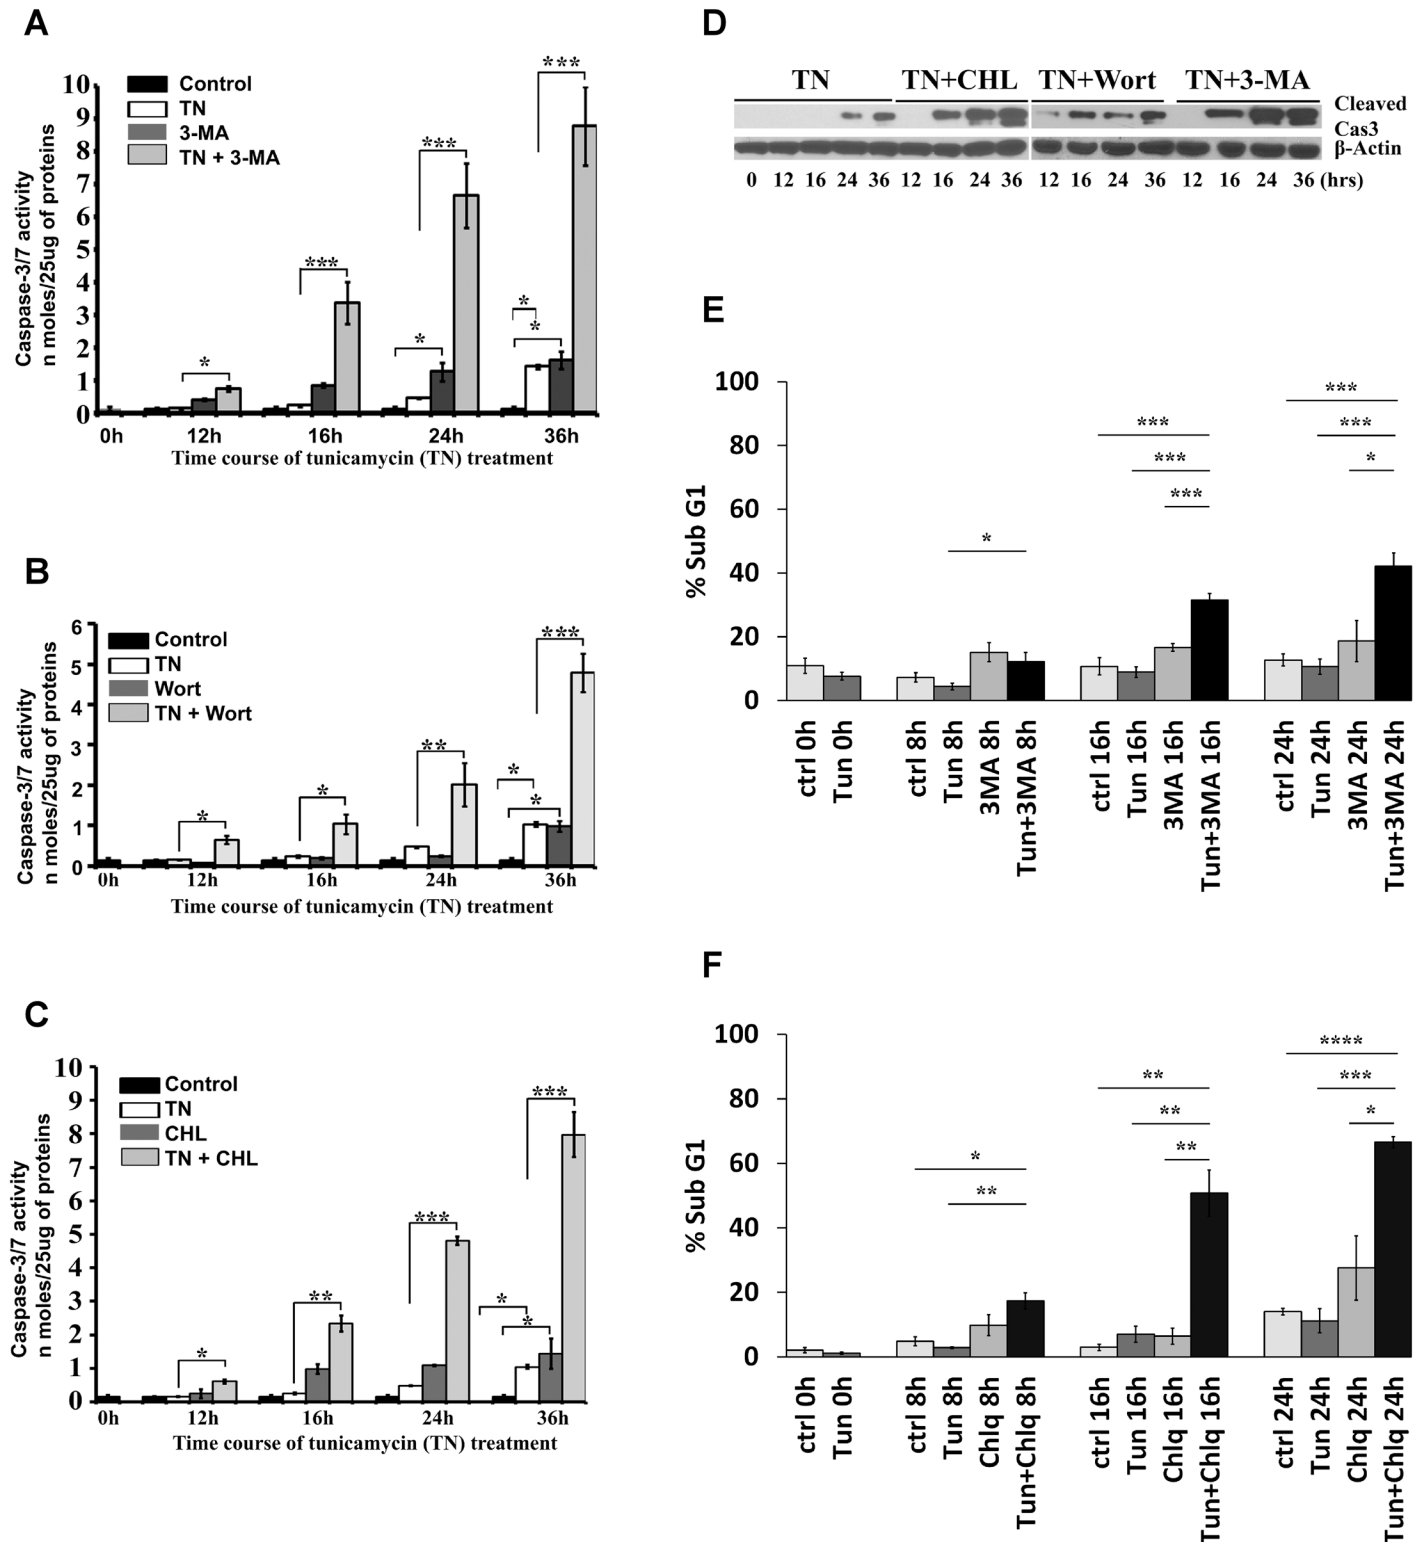 A
Caspase-3/7 activity
n moles/25ug of proteins
10
9
8
7
6
5
4
3
2
1
0
Control
TN
3-MA
TN + 3-MA
*
***
*
***
*
*
***
0h 12h 16h 24h 36h
Time course of tunicamycin (TN) treatment
B
Caspase-3/7 activity
n moles/25ug of proteins
6
5
4
3
2
1
0
Control
TN
Wort
TN + Wort
*
*
**
*
*
***
0h 12h 16h 24h 36h
Time course of tunicamycin (TN) treatment
C
Caspase-3/7 activity
n moles/25ug of proteins
10
9
8
7
6
5
4
3
2
1
0
Control
TN
CHL
TN + CHL
*
**
***
*
*
***
0h 12h 16h 24h 36h
Time course of tunicamycin (TN) treatment
D
TN TN+CHL TN+Wort TN+3-MA
Cleaved
Cas3
β-Actin
0 12 16 24 36 12 16 24 36 12 16 24 36 12 16 24 36 (hrs)
E
% Sub G1
100
80
60
40
20
0
*
***
***
***
***
***
*
ctrl 0h
Tun 0h
ctrl 8h
Tun 8h
3MA 8h
Tun+3MA 8h
ctrl 16h
Tun 16h
3MA 16h
Tun+3MA 16h
ctrl 24h
Tun 24h
3MA 24h
Tun+3MA 24h
F
% Sub G1
100
80
60
40
20
0
*
**
**
**
**
****
***
*
ctrl 0h
Tun 0h
ctrl 8h
Tun 8h
Chlq 8h
Tun+Chlq 8h
ctrl 16h
Tun 16h
Chlq 16h
Tun+Chlq 16h
ctrl 24h
Tun 24h
Chlq 24h
Tun+Chlq 24h